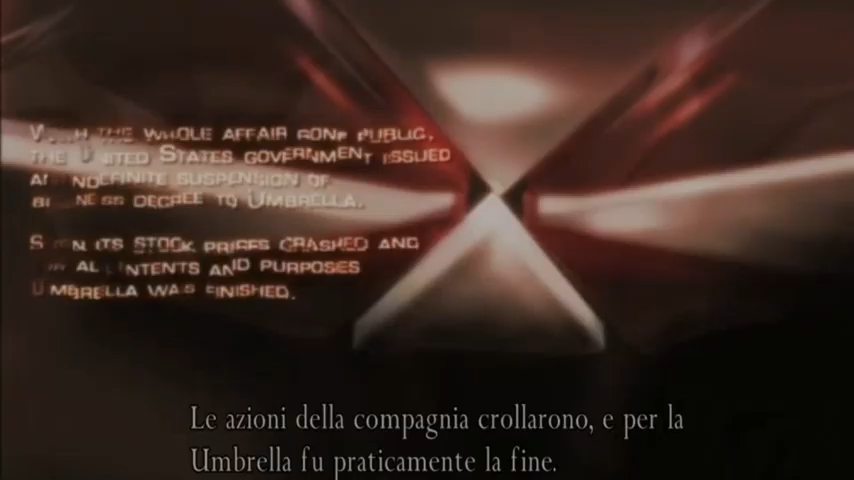 THE WHOLE AFFAIR GONE PUBLIC,
THE UNITED STATES GOVERNMENT ISSUED
INDEFINITE SUSPENSION OF
DECREE TO UMBRELLA.
ITS STOCK PRICES CRASHED AND
ALL INTENTS AND PURPOSES
UMBRELLA WAS FINISHED.
Le azioni della compagnia crollarono, e per la
Umbrella fu praticamente la fine.